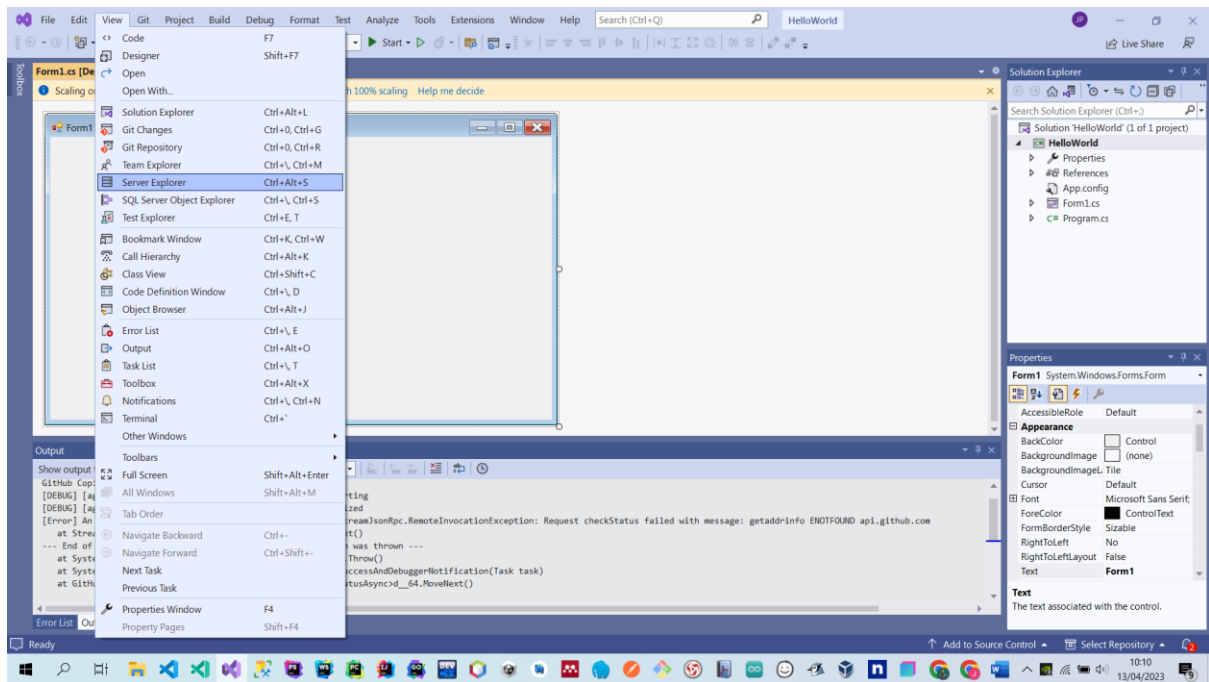 File Edit View Git Project Build Debug Format Test Analyze Tools Extensions Window Help Search (Ctrl+Q) HelloWorld JP
Start
Live Share
Toolbox
Form1.cs [De
Scaling o
h 100% scaling Help me decide
Form1
Code F7
Designer Shift+F7
Open
Open With...
Solution Explorer Ctrl+Alt+L
Git Changes Ctrl+0, Ctrl+G
Git Repository Ctrl+0, Ctrl+R
Team Explorer Ctrl+\, Ctrl+M
Server Explorer Ctrl+Alt+S
SQL Server Object Explorer Ctrl+\, Ctrl+S
Test Explorer Ctrl+E, T
Bookmark Window Ctrl+K, Ctrl+W
Call Hierarchy Ctrl+Alt+K
Class View Ctrl+Shift+C
Code Definition Window Ctrl+\, D
Object Browser Ctrl+Alt+J
Error List Ctrl+\, E
Output Ctrl+Alt+O
Task List Ctrl+\, T
Toolbox Ctrl+Alt+X
Notifications Ctrl+\, Ctrl+N
Terminal Ctrl+`
Other Windows
Toolbars
Full Screen Shift+Alt+Enter
All Windows Shift+Alt+M
Tab Order
Navigate Backward Ctrl+-
Navigate Forward Ctrl+Shift+-
Next Task
Previous Task
Properties Window F4
Property Pages Shift+F4
Solution Explorer
Search Solution Explorer (Ctrl+;)
Solution 'HelloWorld' (1 of 1 project)
HelloWorld
Properties
References
App.config
Form1.cs
C# Program.cs
Properties
Form1 System.Windows.Forms.Form
AccessibleRole Default
Appearance
BackColor Control
BackgroundImage (none)
BackgroundImageL Tile
Cursor Default
Font Microsoft Sans Serif;
ForeColor ControlText
FormBorderStyle Sizable
RightToLeft No
RightToLeftLayout False
Text Form1
Text
The text associated with the control.
Output
Show output
GitHub Cop
[DEBUG] [ag rting
[DEBUG] [ag ized
[Error] An reamJsonRpc.RemoteInvocationException: Request checkStatus failed with message: getaddrinfo ENOTFOUND api.github.com
at Strea t()
--- End of was thrown ---
at Syste Throw()
at Syste ccessAndDebuggerNotification(Task task)
at GitHu tusAsync>d__64.MoveNext()
Error List Ou
Ready Add to Source Control Select Repository 2
10:10
13/04/2023